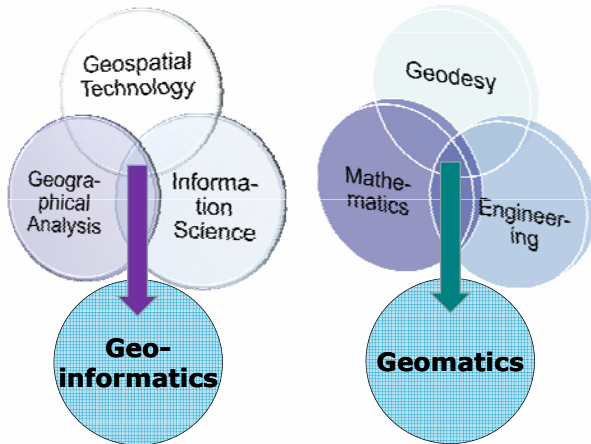 Geospatial
Technology
Geogra-
phical
Analysis
Informa-
tion
Science
Geo-
informatics
Geodesy
Mathe-
matics
Engineer-
ing
Geomatics